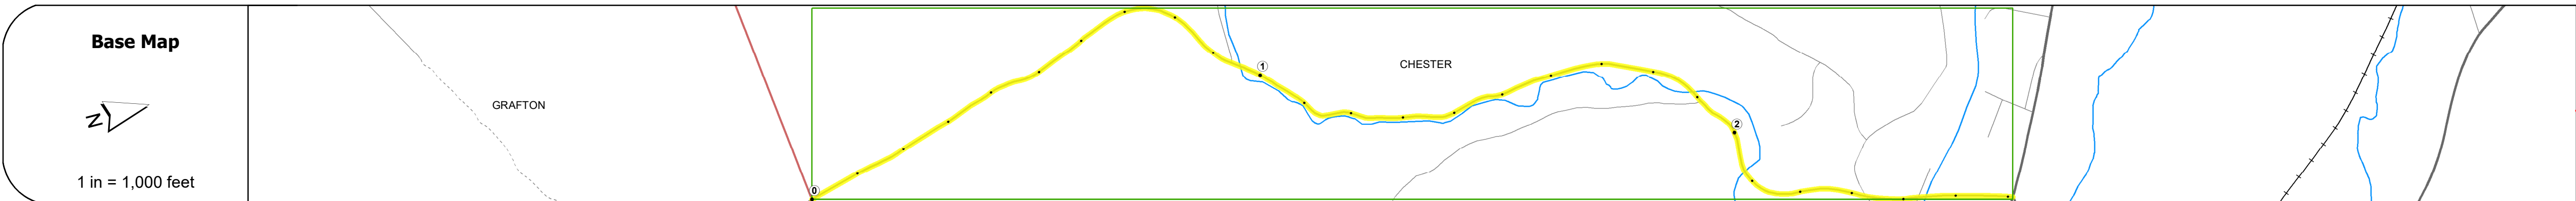 Base Map
N
1 in = 1,000 feet
GRAFTON
0
1
CHESTER
2